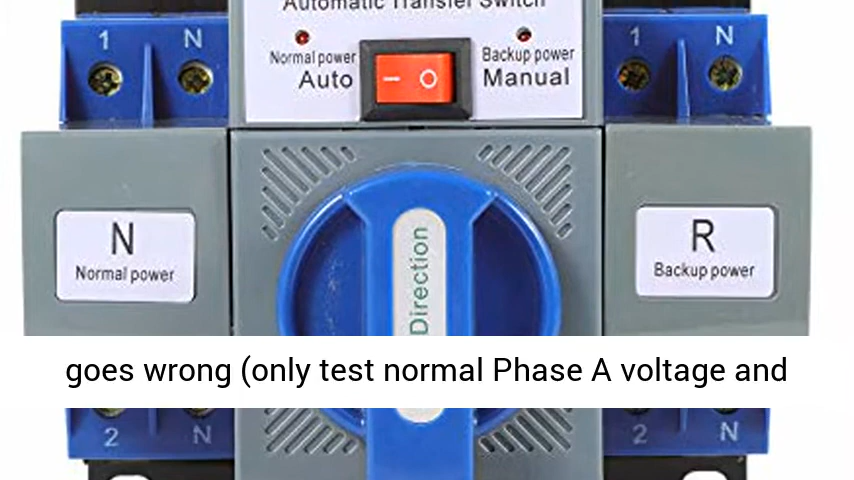 Automatic Transfer Switch
1 N
Normal power
Auto
Backup power
Manual
1 N
N
Normal power
Direction
R
Backup power
goes wrong (only test normal Phase A voltage and
2 N
2 N